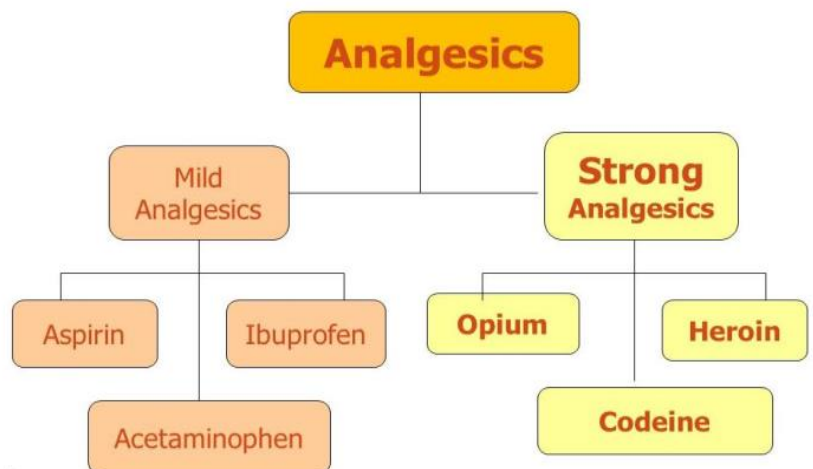 Analgesics
Mild
Analgesics
Strong
Analgesics
Aspirin
Ibuprofen
Acetaminophen
Opium
Heroin
Codeine